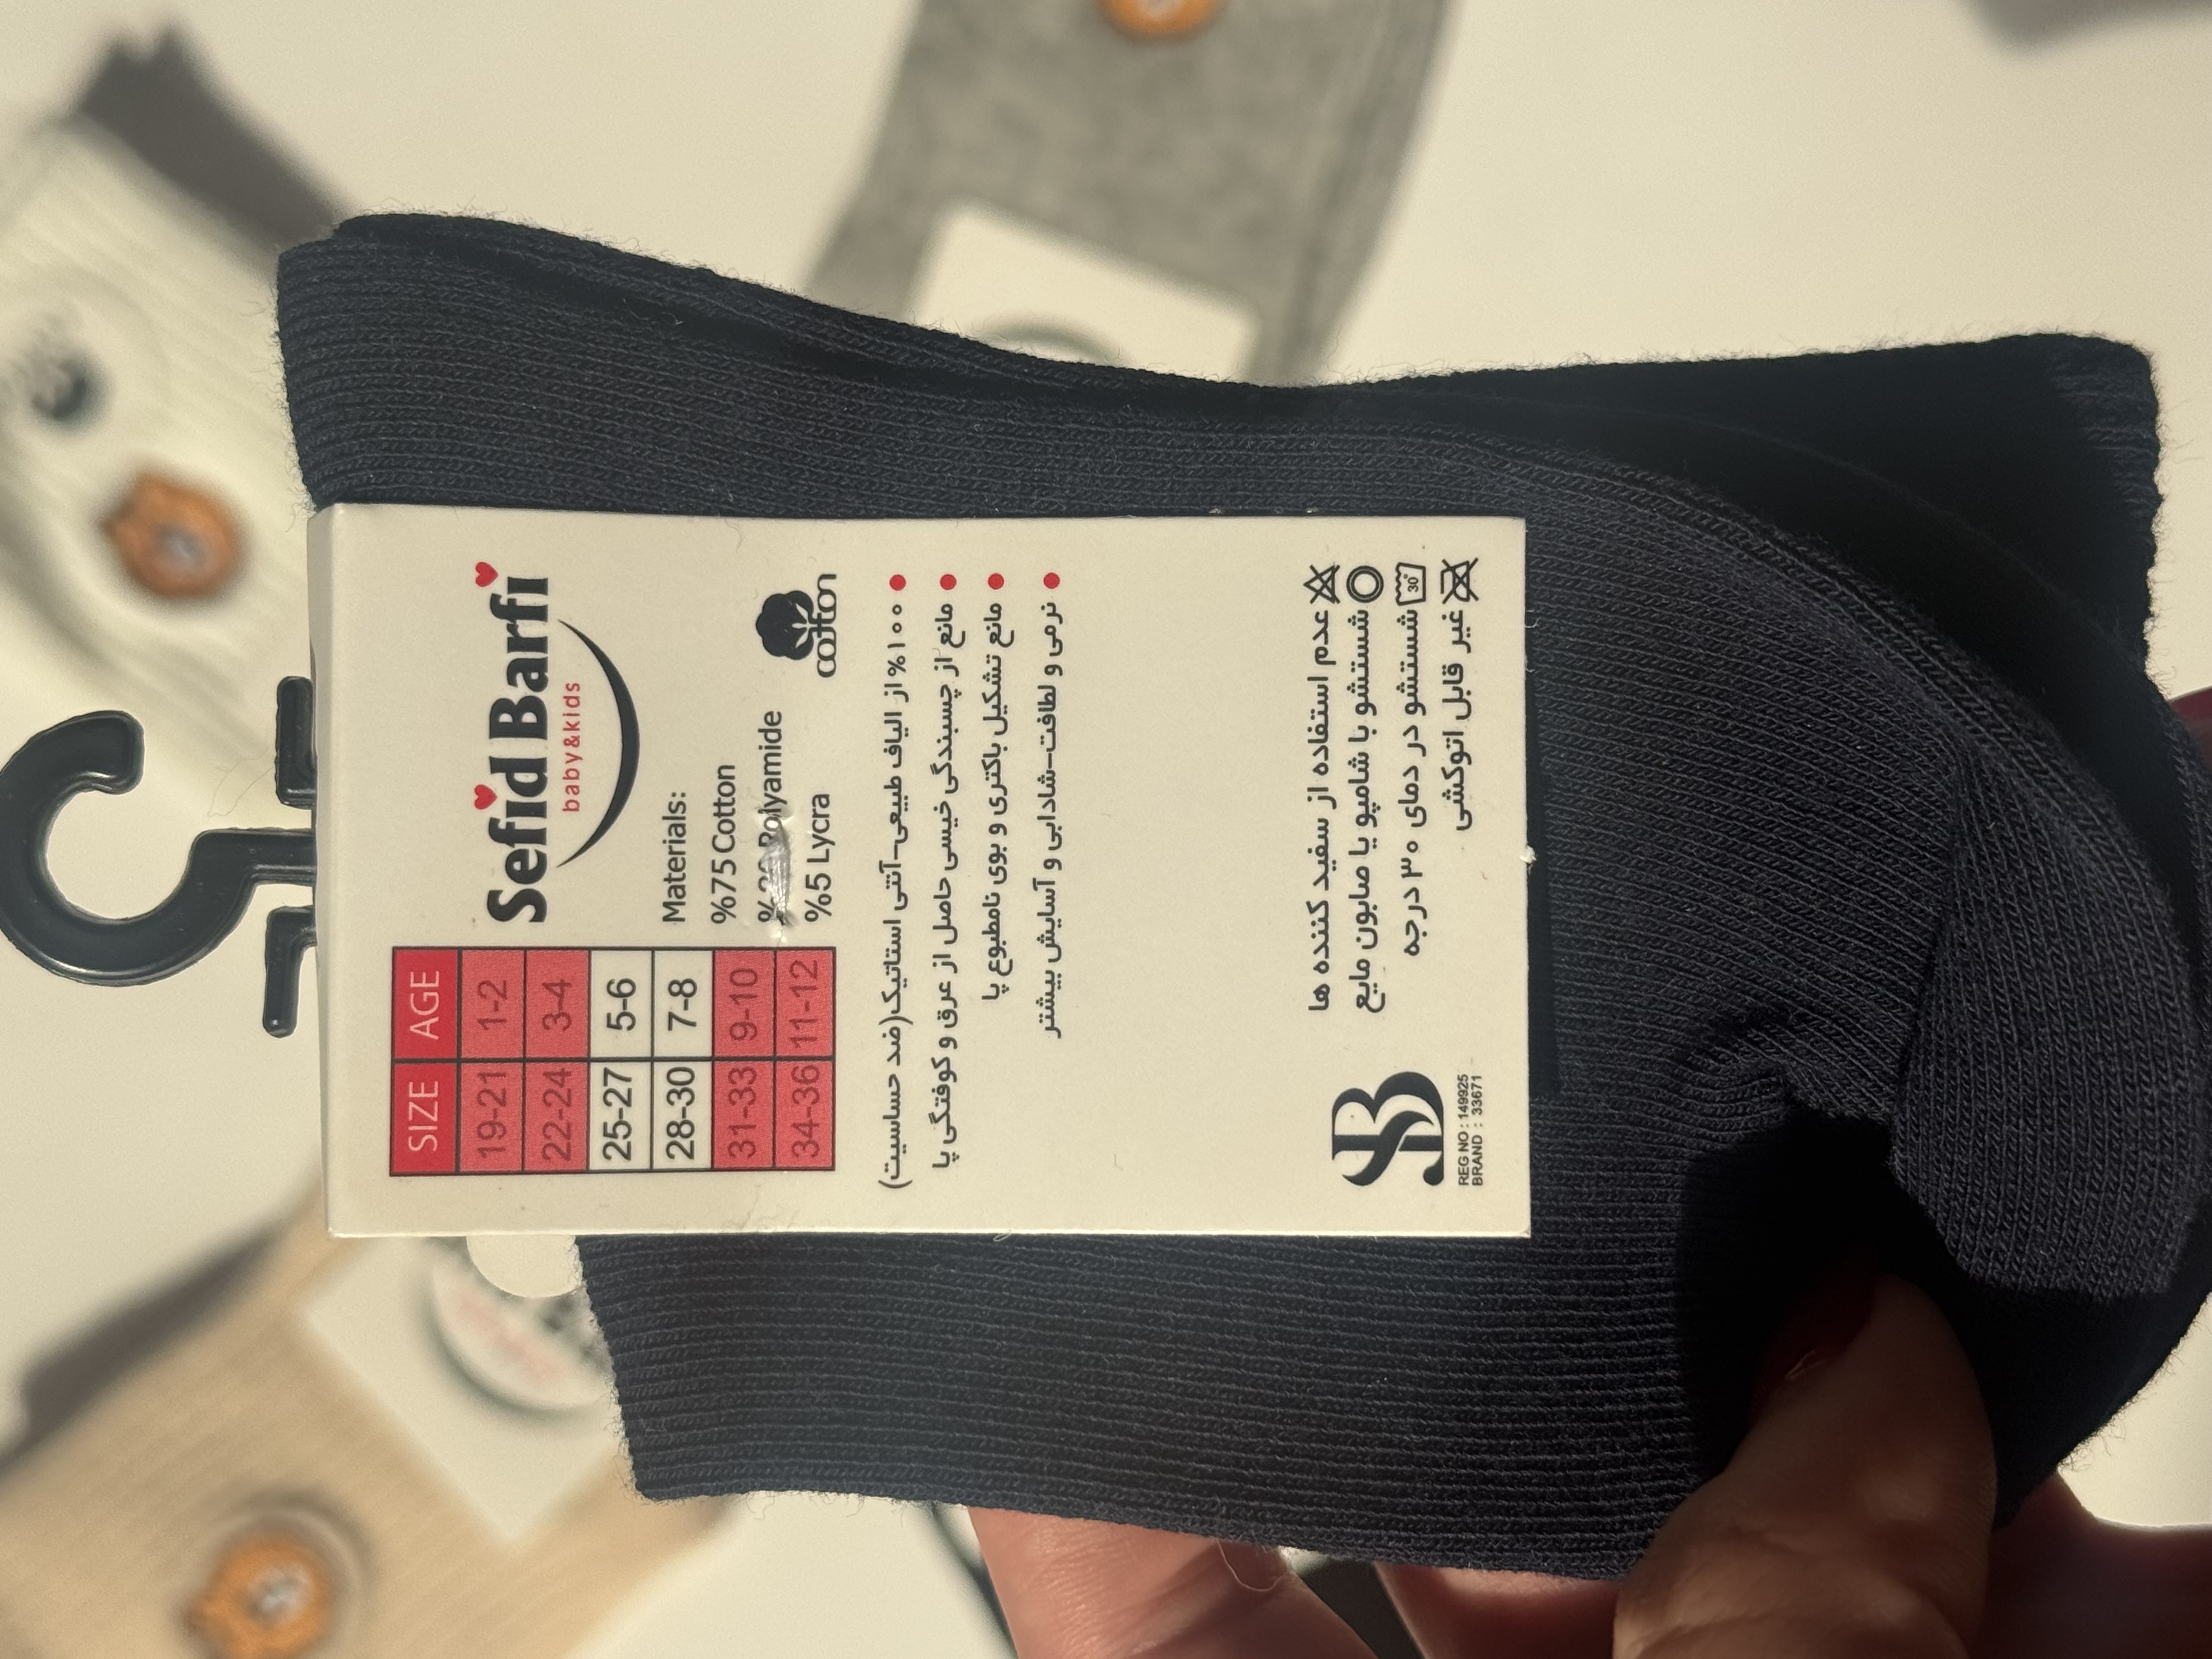 SIZE AGE
19-21 1-2
22-24 3-4
25-27 5-6
28-30 7-8
31-33 9-10
34-36 11-12
Sefid Barfi
baby&kids
Materials:
%75 Cotton
Polyamide
%5 Lycra
cotton
۱۰۰% از الیاف طبیعی-آنتی استاتیک(ضد حساسیت)
مانع از چسبندگی خیسی حاصل از عرق و کوفتگی پا
مانع تشکیل باکتری و بوی نامطبوع پا
نرمی و لطافت-شادابی و آسایش بیشتر
عدم استفاده از سفید کننده ها
شستشو با شامپو یا صابون مایع
30°
شستشو در دمای ۳۰ درجه
غیر قابل اتوکشی
SB
REG NO : 149925
BRAND : 33671